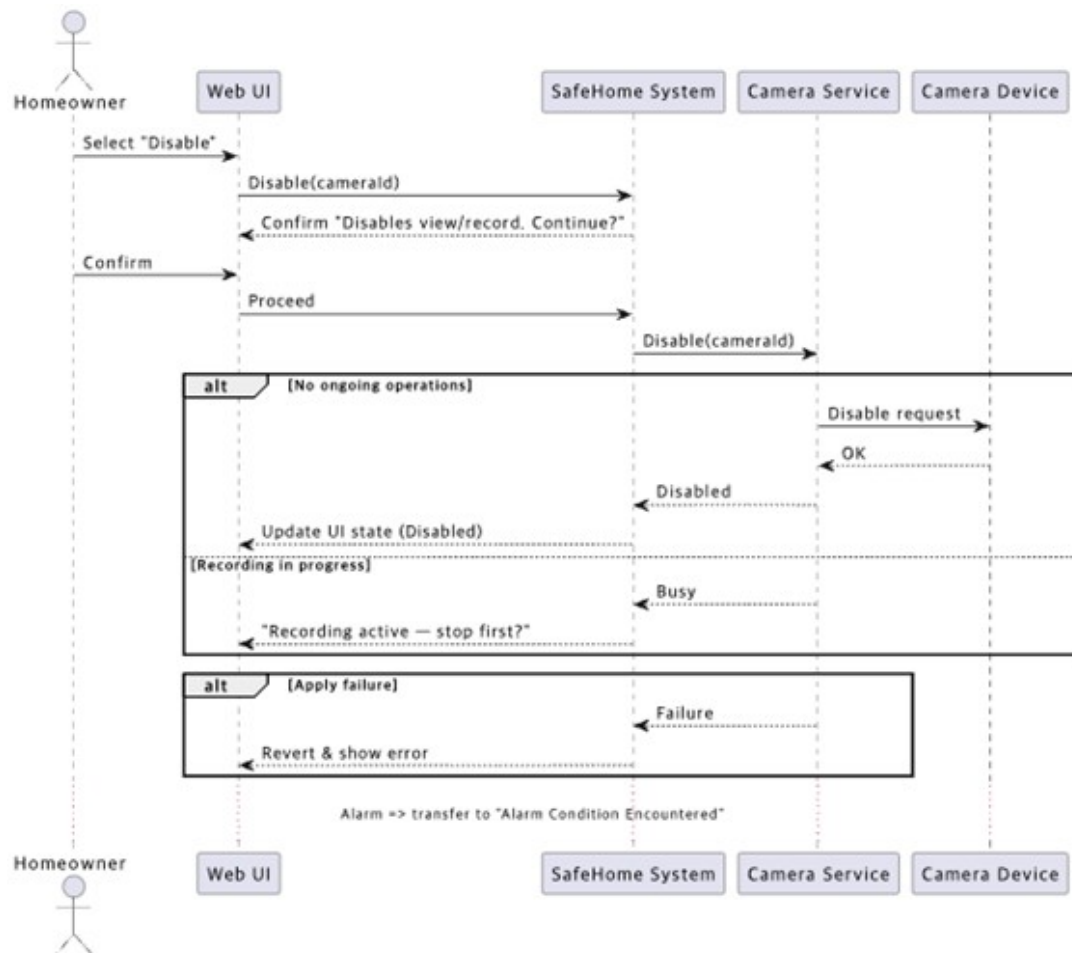 Homeowner
Web UI
SafeHome System
Camera Service
Camera Device
Select "Disable"
Disable(cameraId)
Confirm "Disables view/record. Continue?"
Confirm
Proceed
Disable(cameraId)
alt [No ongoing operations]
Disable request
OK
Disabled
Update UI state (Disabled)
[Recording in progress]
Busy
"Recording active — stop first?"
alt [Apply failure]
Failure
Revert & show error
Alarm => transfer to "Alarm Condition Encountered"
Homeowner
Web UI
SafeHome System
Camera Service
Camera Device